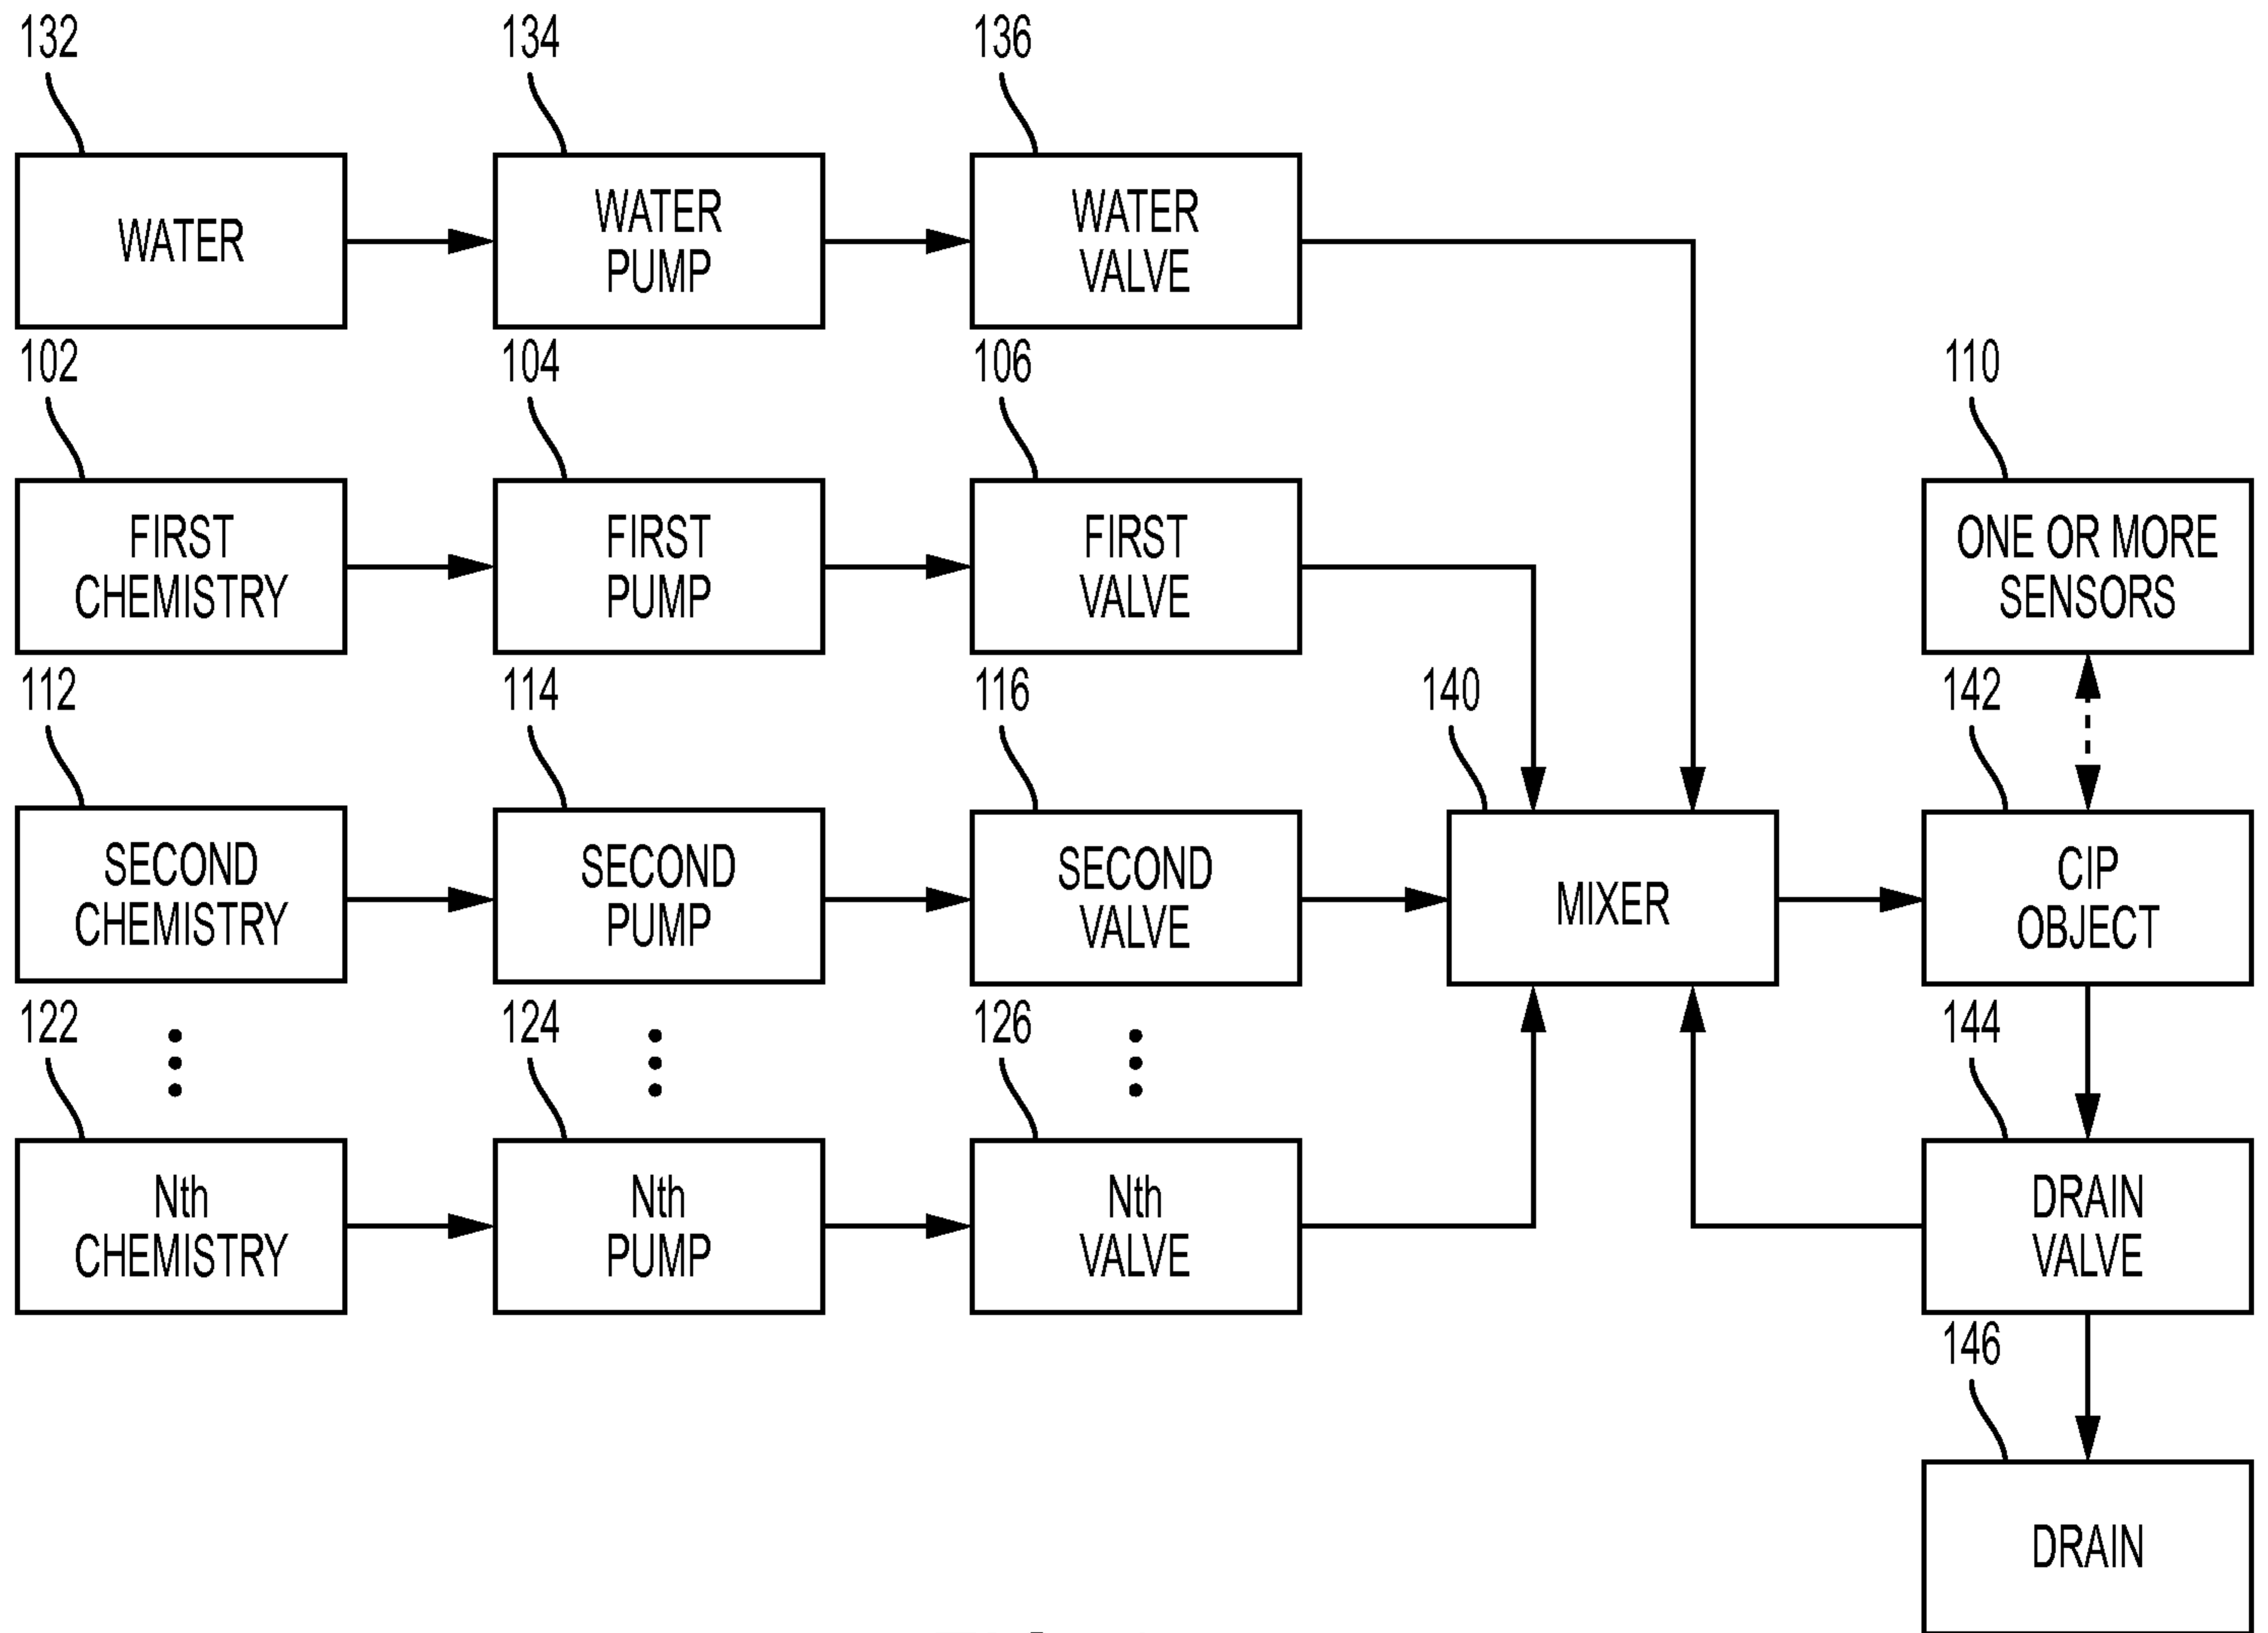 132
134
136
WATER
WATER
PUMP
WATER
VALVE
102
104
106
110
FIRST
CHEMISTRY
FIRST
PUMP
FIRST
VALVE
ONE OR MORE
SENSORS
112
114
116
140
142
SECOND
CHEMISTRY
SECOND
PUMP
SECOND
VALVE
MIXER
CIP
OBJECT
122
124
126
144
Nth
CHEMISTRY
Nth
PUMP
Nth
VALVE
DRAIN
VALVE
146
DRAIN